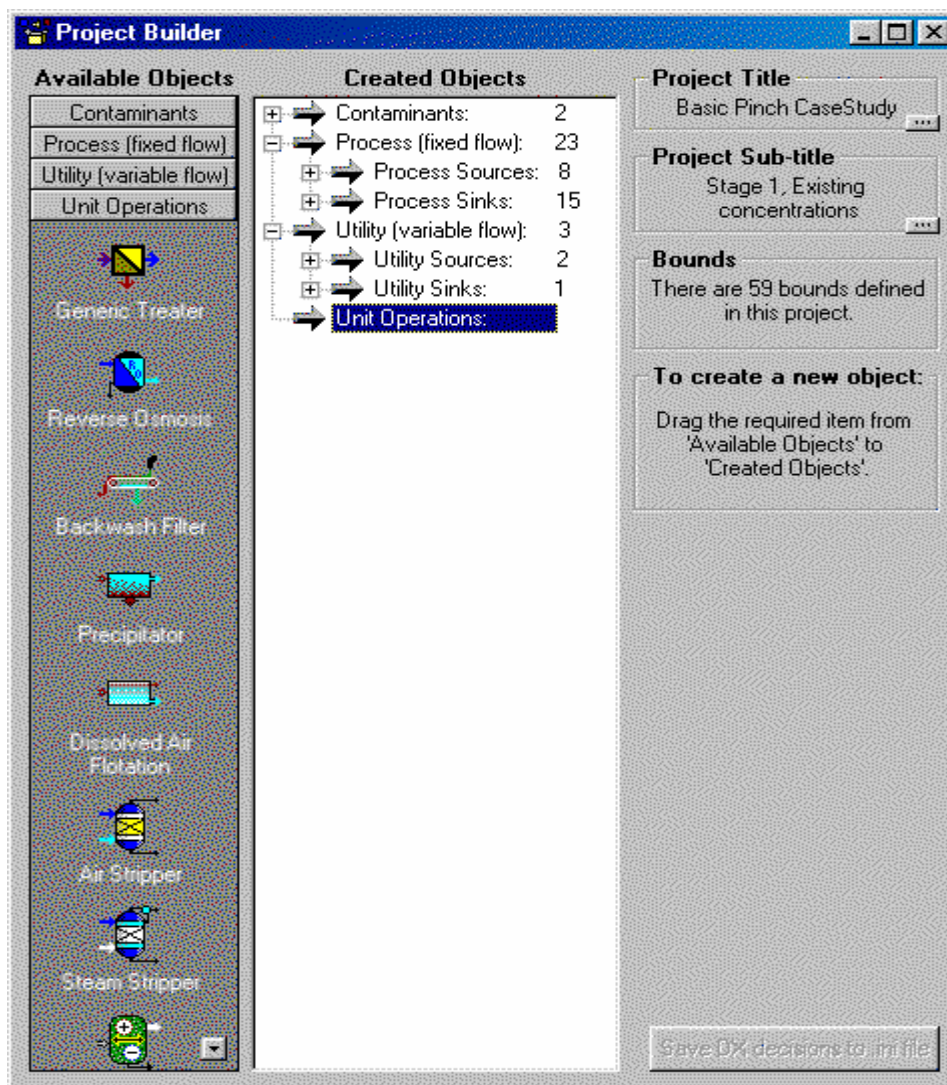 Project Builder
Available Objects
Contaminants
Process (fixed flow)
Utility (variable flow)
Unit Operations
Generic Treater
Reverse Osmosis
Backwash Filter
Precipitator
Dissolved Air
Flotation
Air Stripper
Steam Stripper
Created Objects
Contaminants: 2
Process (fixed flow): 23
Process Sources: 8
Process Sinks: 15
Utility (variable flow): 3
Utility Sources: 2
Utility Sinks: 1
Unit Operations:
Project Title
Basic Pinch CaseStudy
...
Project Sub-title
Stage 1, Existing
concentrations
...
Bounds
There are 59 bounds defined
in this project.
To create a new object:
Drag the required item from
'Available Objects' to
'Created Objects'.
Save DX decisions to .ini file